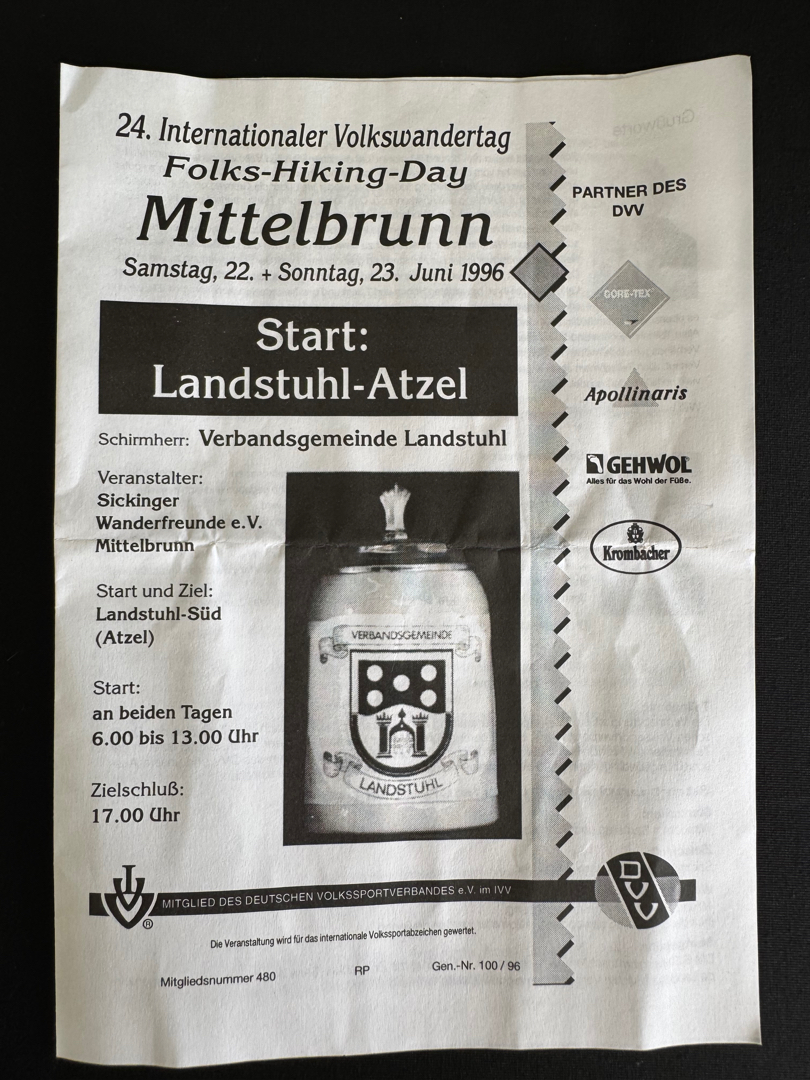 24. Internationaler Volkswandertag
Folks-Hiking-Day
Mittelbrunn
Samstag, 22. + Sonntag, 23. Juni 1996
Start:
Landstuhl-Atzel
Schirmherr: Verbandsgemeinde Landstuhl
Veranstalter:
Sickinger
Wanderfreunde e.V.
Mittelbrunn
Start und Ziel:
Landstuhl-Süd
(Atzel)
Start:
an beiden Tagen
6.00 bis 13.00 Uhr
Zielschluß:
17.00 Uhr
VERBANDSGEMEINDE
LANDSTUHL
PARTNER DES
DVV
GORE-TEX
Apollinaris
GEHWOL
Alles für das Wohl der Füße.
Krombacher
IVV
®
MITGLIED DES DEUTSCHEN VOLKSSPORTVERBANDES e.V. im IVV
DVV
Die Veranstaltung wird für das internationale Volkssportabzeichen gewertet.
Mitgliedsnummer 480 RP Gen.-Nr. 100 / 96